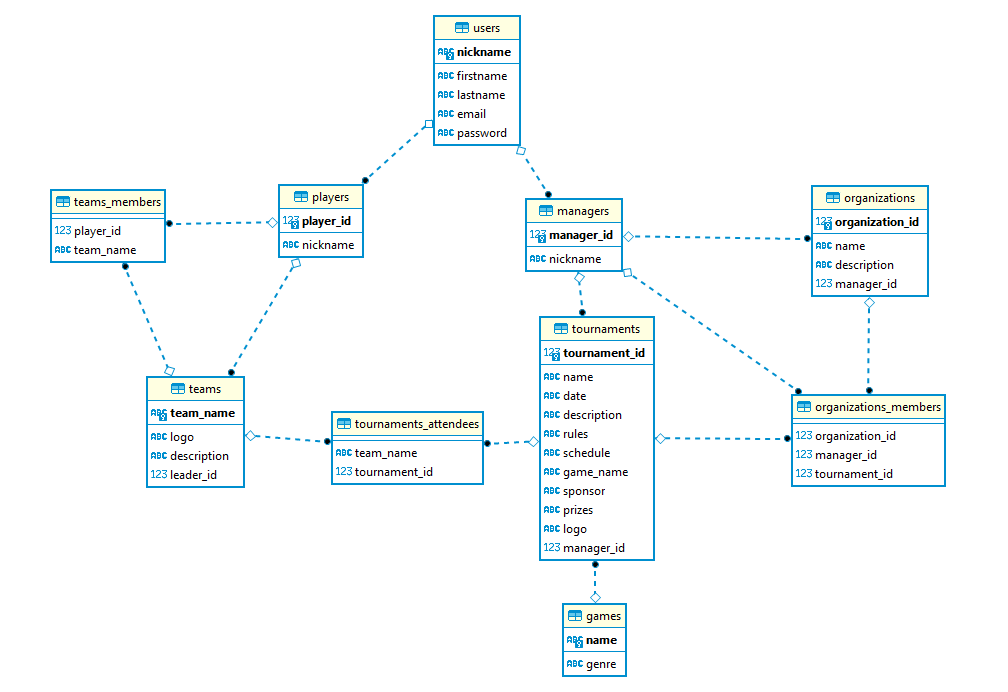 users
ABC nickname
ABC firstname
ABC lastname
ABC email
ABC password
teams_members
123 player_id
ABC team_name
players
123 player_id
ABC nickname
managers
123 manager_id
ABC nickname
organizations
123 organization_id
ABC name
ABC description
123 manager_id
teams
ABC team_name
ABC logo
ABC description
123 leader_id
tournaments_attendees
ABC team_name
123 tournament_id
tournaments
123 tournament_id
ABC name
ABC date
ABC description
ABC rules
ABC schedule
ABC game_name
ABC sponsor
ABC prizes
ABC logo
123 manager_id
organizations_members
123 organization_id
123 manager_id
123 tournament_id
games
ABC name
ABC genre